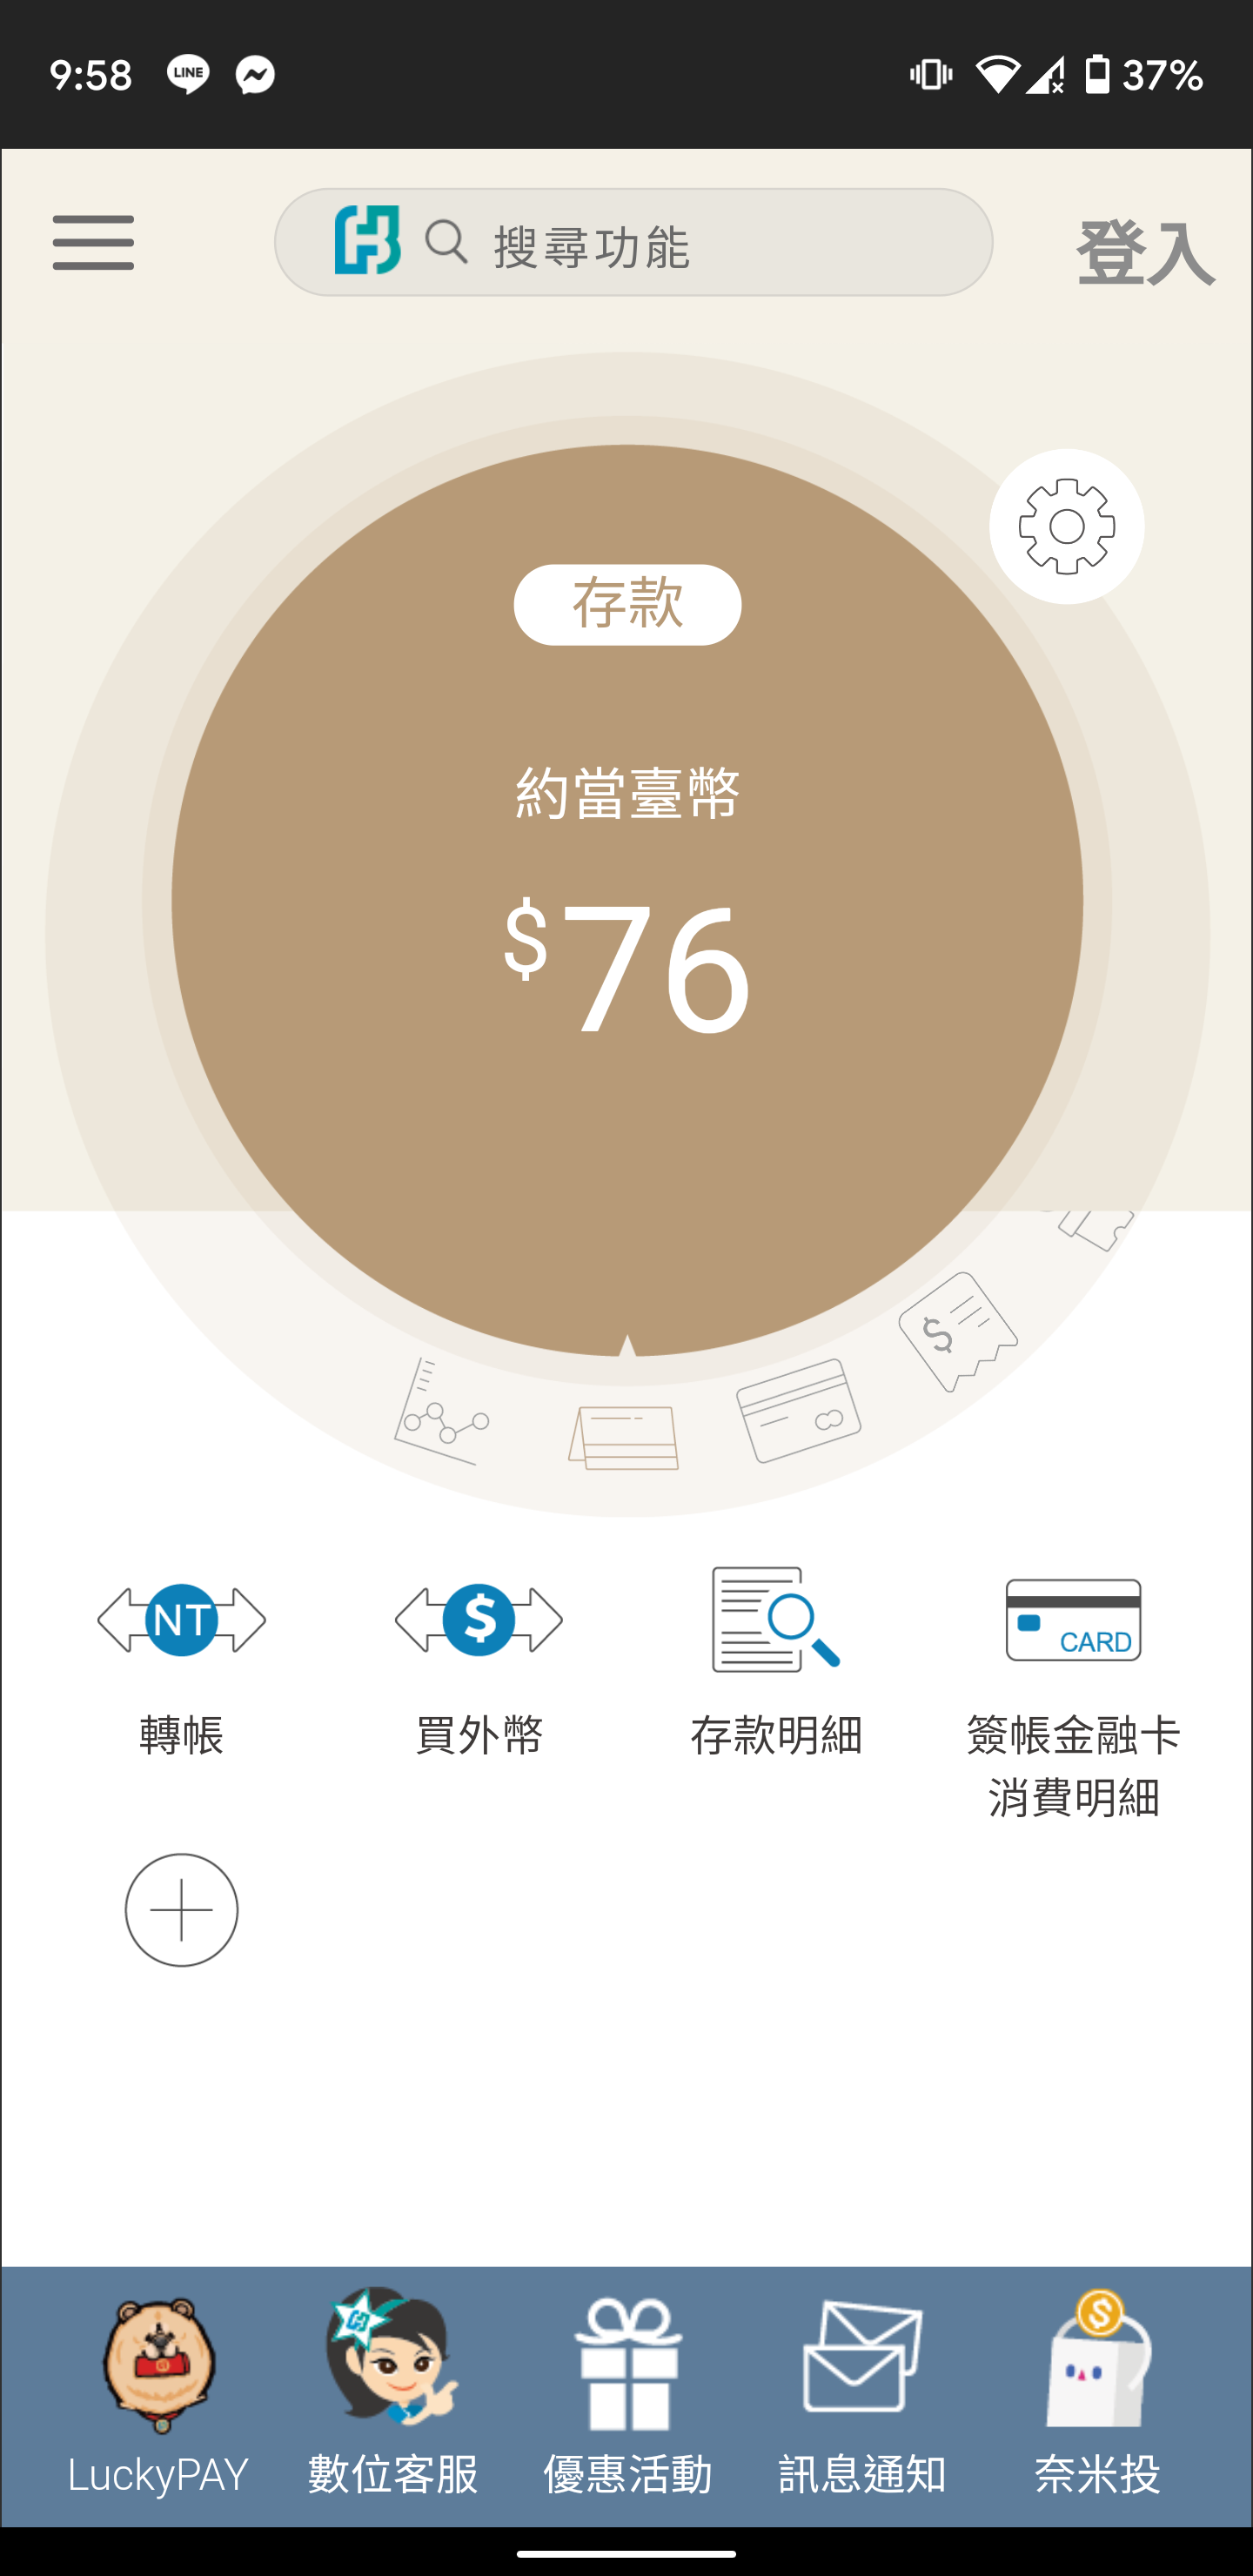 9:58 LINE 37%
搜尋功能
登入
存款
約當臺幣
$76
$
NT
$
CARD
轉帳
買外幣
存款明細
簽帳金融卡
消費明細
$
LuckyPAY
數位客服
優惠活動
訊息通知
奈米投